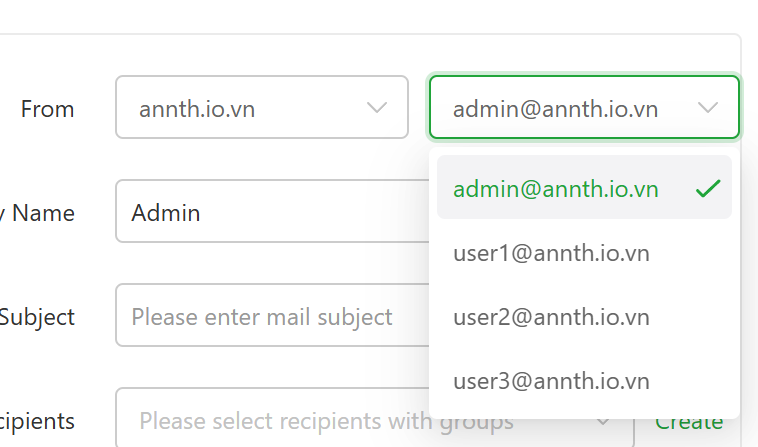 From annth.io.vn admin@annth.io.vn
admin@annth.io.vn
y Name Admin
user1@annth.io.vn
Subject Please enter mail subject user2@annth.io.vn
user3@annth.io.vn
cipients Please select recipients with groups Create